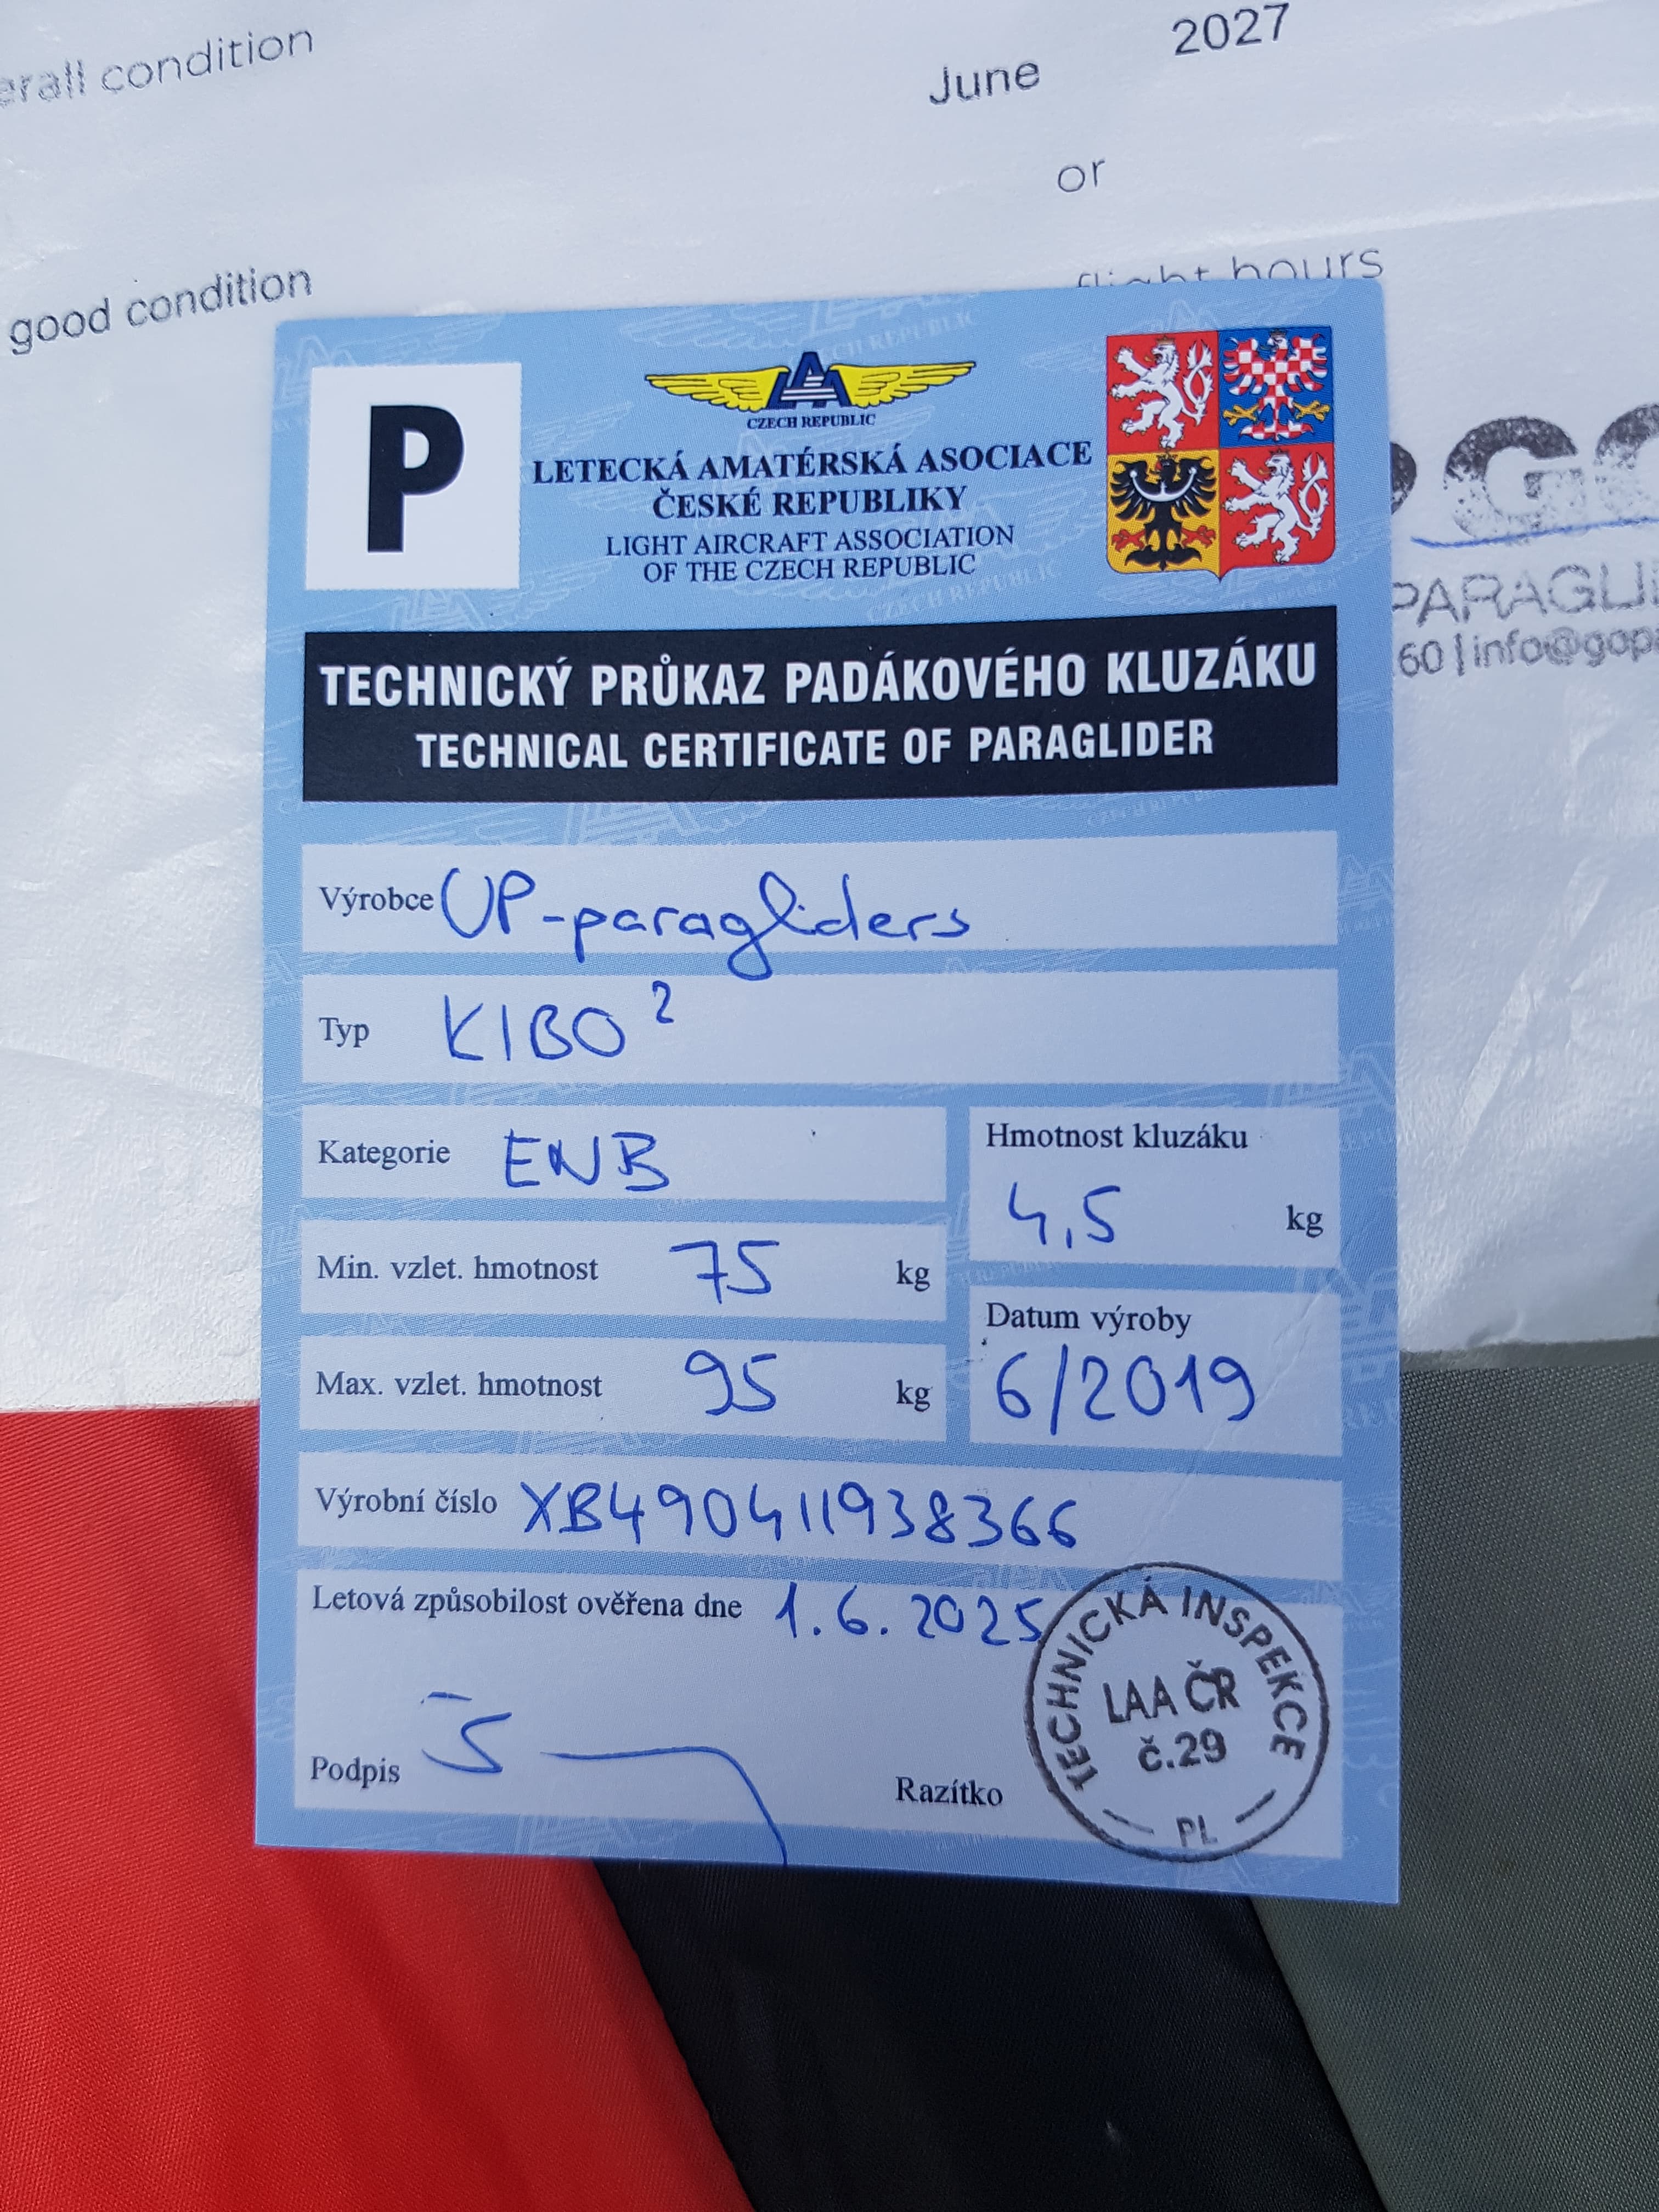 erall condition
June 2027
or
good condition
flight hours
P
CZECH REPUBLIC
LETECKÁ AMATÉRSKÁ ASOCIACE
ČESKÉ REPUBLIKY
LIGHT AIRCRAFT ASSOCIATION
OF THE CZECH REPUBLIC
TECHNICKÝ PRŮKAZ PADÁKOVÉHO KLUZÁKU
TECHNICAL CERTIFICATE OF PARAGLIDER
PARAGLI
60 | info@gop
Výrobce UP-paragliders
Typ KIBO²
Kategorie ENB
Hmotnost kluzáku
4,5 kg
Min. vzlet. hmotnost 75 kg
Datum výroby
6/2019
Max. vzlet. hmotnost 95 kg
Výrobní číslo XB490411938366
Letová způsobilost ověřena dne 1.6.2025
Podpis
Razítko
TECHNICKÁ INSPEKCE
LAA ČR
č.29
PL